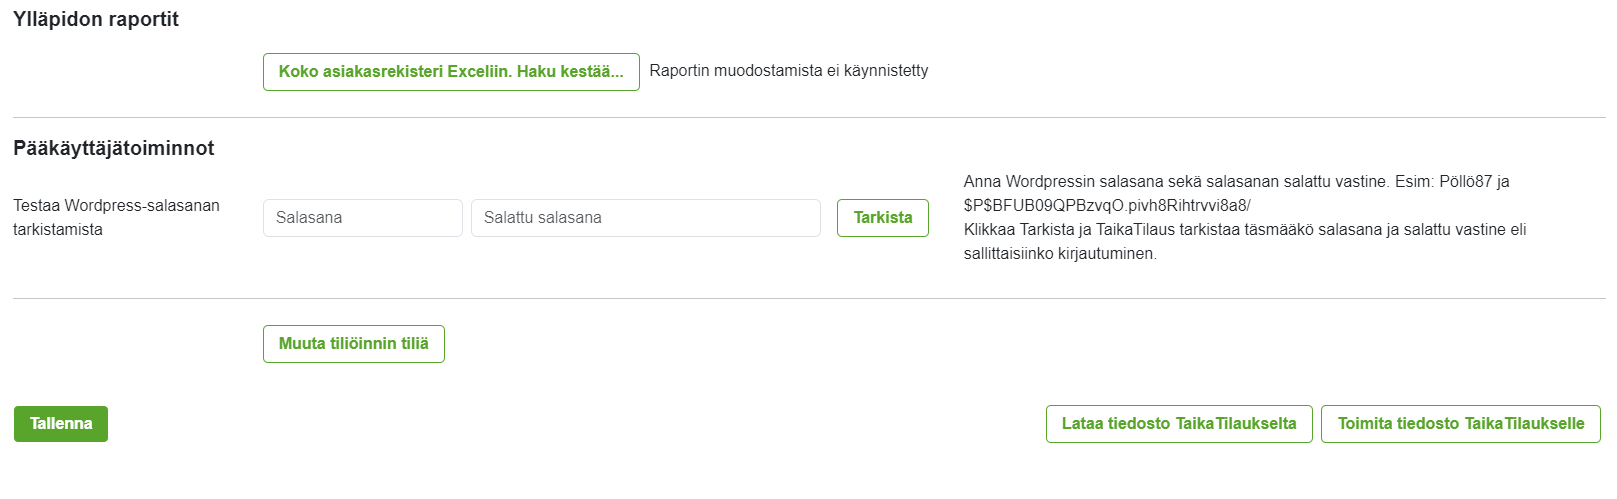 Ylläpidon raportit
Koko asiakasrekisteri Exceliin. Haku kestää...
Raportin muodostamista ei käynnistetty
Pääkäyttäjätoiminnot
Testaa Wordpress-salasanan
tarkistamista
Salasana
Salattu salasana
Tarkista
Anna Wordpressin salasana sekä salasanan salattu vastine. Esim: Pöllö87 ja
$P$BFUB09QPBzvqO.pivh8Rihtrvvi8a8/
Klikkaa Tarkista ja TaikaTilaus tarkistaa täsmääkö salasana ja salattu vastine eli
sallittaisiinko kirjautuminen.
Muuta tiliöinnin tiliä
Tallenna
Lataa tiedosto TaikaTilaukselta
Toimita tiedosto TaikaTilaukselle